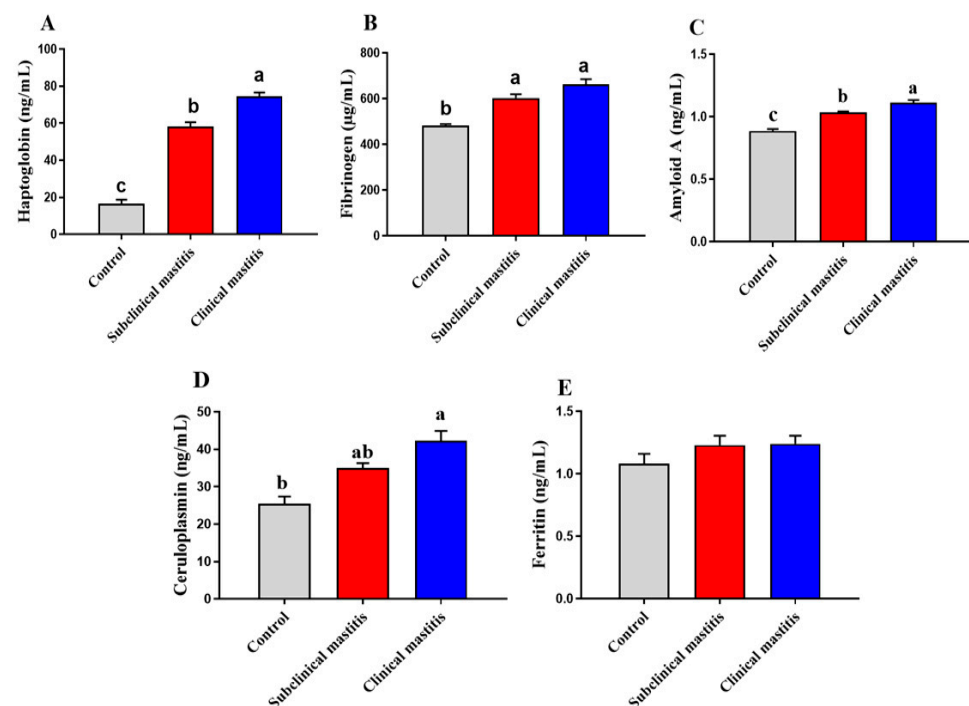 A
Haptoglobin (ng/mL)
100
80
60
40
20
0
c
b
a
Control
Subclinical mastitis
Clinical mastitis
B
Fibrinogen (µg/mL)
800
600
400
200
0
b
a
a
Control
Subclinical mastitis
Clinical mastitis
C
Amyloid A (ng/mL)
1.5
1.0
0.5
0.0
c
b
a
Control
Subclinical mastitis
Clinical mastitis
D
Ceruloplasmin (ng/mL)
50
40
30
20
10
0
b
ab
a
Control
Subclinical mastitis
Clinical mastitis
E
Ferritin (ng/mL)
1.5
1.0
0.5
0.0
Control
Subclinical mastitis
Clinical mastitis